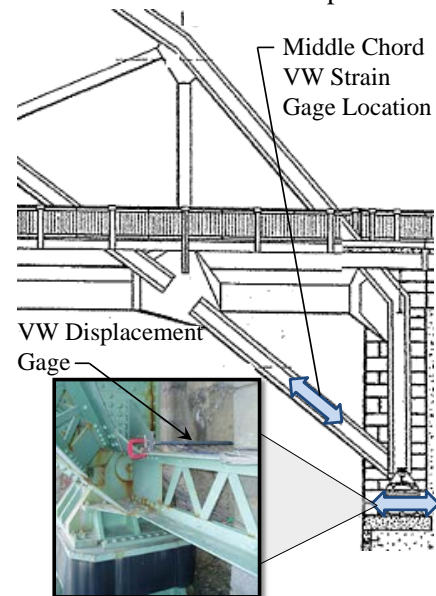 Middle Chord
VW Strain
Gage Location
VW Displacement
Gage